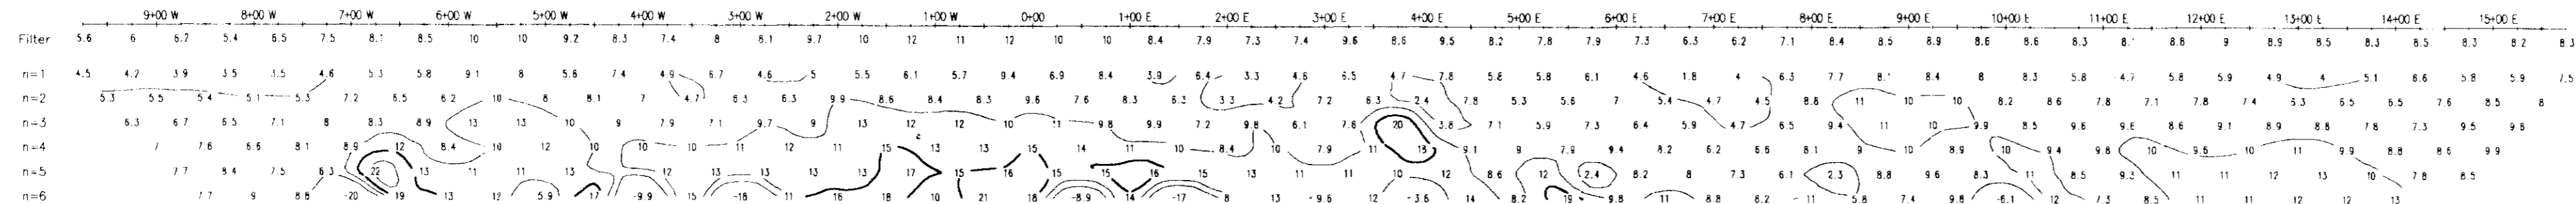 9+00 W 8+00 W 7+00 W 6+00 W 5+00 W 4+00 W 3+00 W 2+00 W 1+00 W 0+00 1+00 E 2+00 E 3+00 E 4+00 E 5+00 E 6+00 E 7+00 E 8+00 E 9+00 E 10+00 E 11+00 E 12+00 E 13+00 E 14+00 E 15+00 E
Filter 5.6 6 6.2 5.4 6.5 7.5 8.1 8.5 10 10 9.2 8.3 7.4 8 8.1 9.7 10 12 11 12 10 10 8.4 7.9 7.3 7.4 9.6 8.6 9.5 8.2 7.8 7.9 7.3 6.3 6.2 7.1 8.4 8.5 8.9 8.6 8.6 8.3 8.1 8.8 9 8.9 8.5 8.3 8.5 8.3 8.2 8.3
n=1 4.5 4.2 3.9 3.5 3.5 4.6 5.3 5.8 9.1 8 5.6 7.4 4.9 6.7 4.6 5 5.5 6.1 5.7 9.4 6.9 8.4 3.9 6.4 3.3 4.6 6.5 4.7 7.8 5.8 5.8 6.1 4.6 1.8 4 6.3 7.7 8.1 8.4 8 8.3 5.8 4.7 5.8 5.9 4.9 4 5.1 6.6 5.8 5.9 7.5
n=2 5.3 5.5 5.4 5.1 5.3 7.2 6.5 6.2 10 8 8.1 7 4.7 6.3 6.3 9.9 8.6 8.4 8.3 9.6 7.6 8.3 6.3 3.3 4.2 7.2 6.3 2.4 7.8 5.3 5.6 7 5.4 4.7 4.5 8.8 11 10 10 8.2 8.6 7.8 7.1 7.8 7.4 6.3 6.5 6.5 7.6 8.5 8
n=3 6.3 6.7 6.5 7.1 8 8.3 8.9 13 13 10 9 7.9 7.1 9.7 9 13 12 12 10 11 9.8 9.9 7.2 9.8 6.1 7.6 20 3.8 7.1 5.9 7.3 6.4 5.9 4.7 6.5 9.4 11 10 9.9 8.5 9.6 9.6 8.6 9.1 8.9 8.8 7.8 7.3 9.5 9.6
n=4 7 7.6 6.6 8.1 8.9 12 8.4 10 12 10 10 10 11 12 11 15 13 13 15 14 11 10 8.4 10 7.9 11 18 9.1 9 7.9 9.4 8.2 6.2 6.6 8.1 9 10 8.9 10 9.4 9.8 10 9.6 10 11 9.9 8.8 8.6 9.9
n=5 7.7 8.4 7.5 6.3 22 13 11 11 13 12 13 13 13 13 17 15 16 15 15 16 15 13 11 11 10 12 8.6 12 2.4 8.2 8 7.3 6.1 2.3 8.8 9.6 8.3 11 8.5 9.3 11 11 12 13 10 7.8 8.5
n=6 7.7 9 8.6 -20 19 13 12 5.9 17 -9.9 15 -16 11 16 18 10 21 18 -8.9 14 -17 8 13 -9.6 12 -3.6 14 8.2 19 9.8 11 8.8 8.2 11 5.8 7.4 9.8 -6.1 12 7.3 8.5 11 11 12 12 13